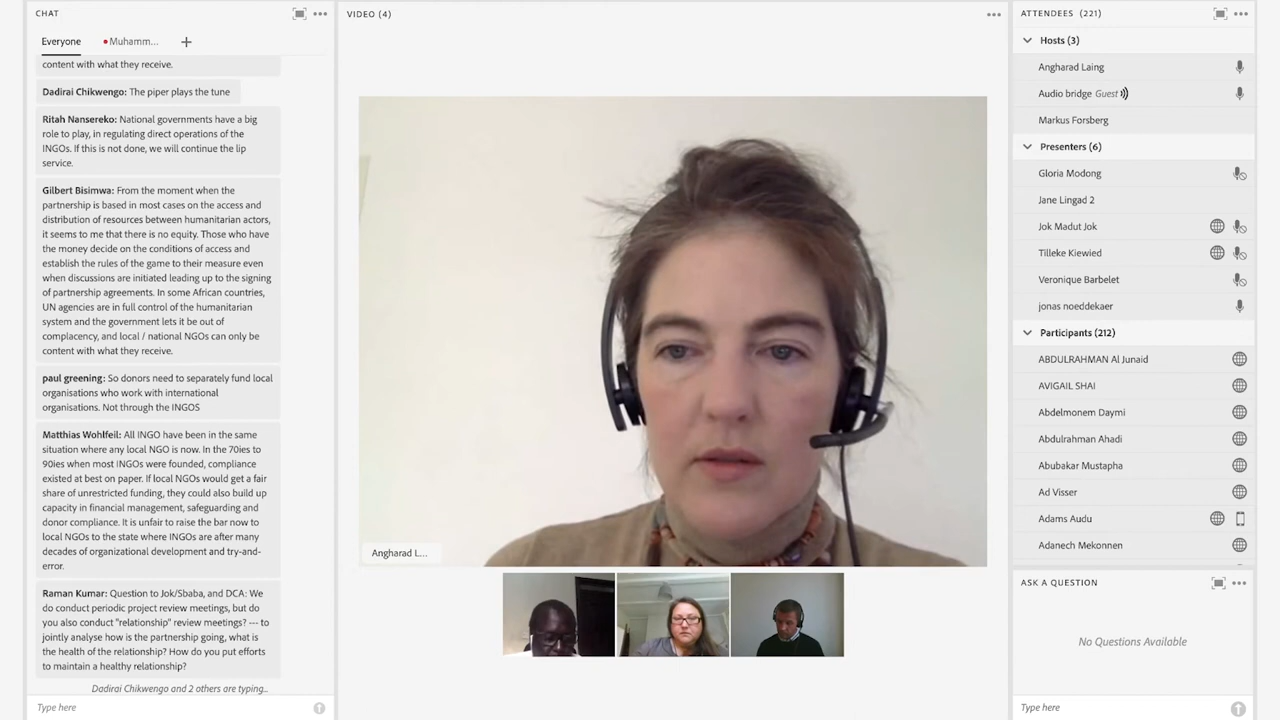 CHAT
Everyone
Muhamm...
content with what they receive.
Dadirai Chikwengo: The piper plays the tune
Ritah Nansereko: National governments have a big
role to play, in regulating direct operations of the
INGOs. If this is not done, we will continue the lip
service.
Gilbert Bisimwa: From the moment when the
partnership is based in most cases on the access and
distribution of resources between humanitarian actors,
it seems to me that there is no equity. Those who have
the money decide on the conditions of access and
establish the rules of the game to their measure even
when discussions are initiated leading up to the signing
of partnership agreements. In some African countries,
UN agencies are in full control of the humanitarian
system and the government lets it be out of
complacency, and local / national NGOs can only be
content with what they receive.
paul greening: So donors need to separately fund local
organisations who work with international
organisations. Not through the INGOS
Matthias Wohlfeil: All INGO have been in the same
situation where any local NGO is now. In the 70ies to
90ies when most INGOs were founded, compliance
existed at best on paper. If local NGOs would get a fair
share of unrestricted funding, they could also build up
capacity in financial management, safeguarding and
donor compliance. It is unfair to raise the bar now to
local NGOs to the state where INGOs are after many
decades of organizational development and try-and-
error.
Raman Kumar: Question to Jok/Sbaba, and DCA: We
do conduct periodic project review meetings, but do
you also conduct "relationship" review meetings? --- to
jointly analyse how is the partnership going, what is
the health of the relationship? How do you put efforts
to maintain a healthy relationship?
Dadirai Chikwengo and 2 others are typing...
Type here
VIDEO (4)
Angharad L...
ATTENDEES (221)
Hosts (3)
Angharad Laing
Audio bridge Guest
Markus Forsberg
Presenters (6)
Gloria Modong
Jane Lingad 2
Jok Madut Jok
Tilleke Kiewied
Veronique Barbelet
jonas noeddekaer
Participants (212)
ABDULRAHMAN Al Junaid
AVIGAIL SHAI
Abdelmonem Daymi
Abdulrahman Ahadi
Abubakar Mustapha
Ad Visser
Adams Audu
Adanech Mekonnen
ASK A QUESTION
No Questions Available
Type here